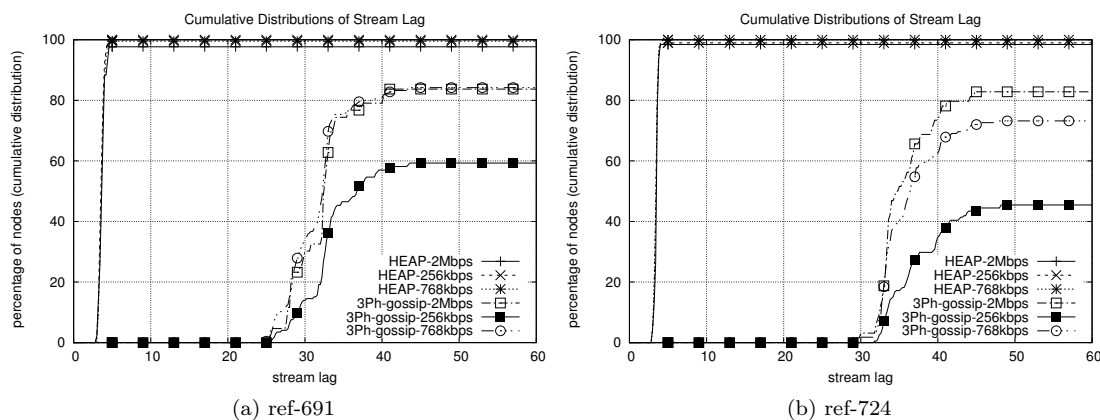 Cumulative Distributions of Stream Lag
percentage of nodes (cumulative distribution)
100
80
60
40
20
0
0 10 20 30 40 50 60
stream lag
HEAP-2Mbps
HEAP-256kbps
HEAP-768kbps
3Ph-gossip-2Mbps
3Ph-gossip-256kbps
3Ph-gossip-768kbps
(a) ref-691
Cumulative Distributions of Stream Lag
percentage of nodes (cumulative distribution)
100
80
60
40
20
0
0 10 20 30 40 50 60
stream lag
HEAP-2Mbps
HEAP-256kbps
HEAP-768kbps
3Ph-gossip-2Mbps
3Ph-gossip-256kbps
3Ph-gossip-768kbps
(b) ref-724